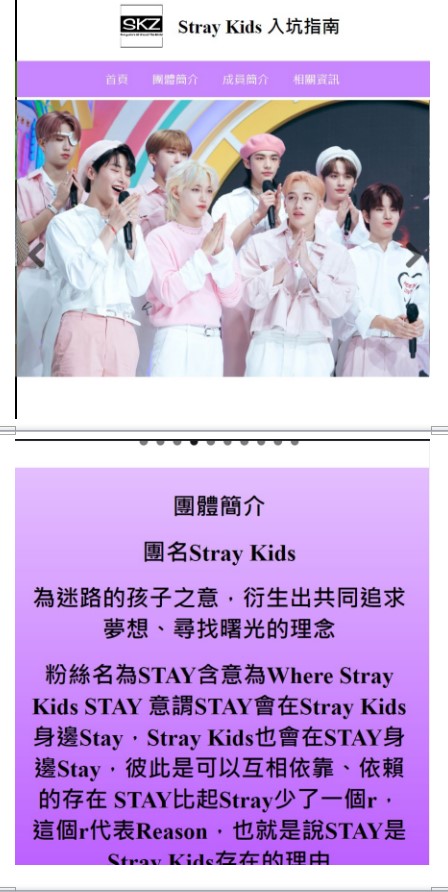 SKZ
Stray Kids 入坑指南
首頁 團體簡介 成員簡介 相關資訊
團體簡介
團名Stray Kids
為迷路的孩子之意，衍生出共同追求
夢想、尋找曙光的理念
粉絲名為STAY含意為Where Stray
Kids STAY 意謂STAY會在Stray Kids
身邊Stay，Stray Kids也會在STAY身
邊Stay，彼此是可以互相依靠、依賴
的存在 STAY比起Stray少了一個r，
這個r代表Reason，也就是說STAY是
Stray Kids存在的理由